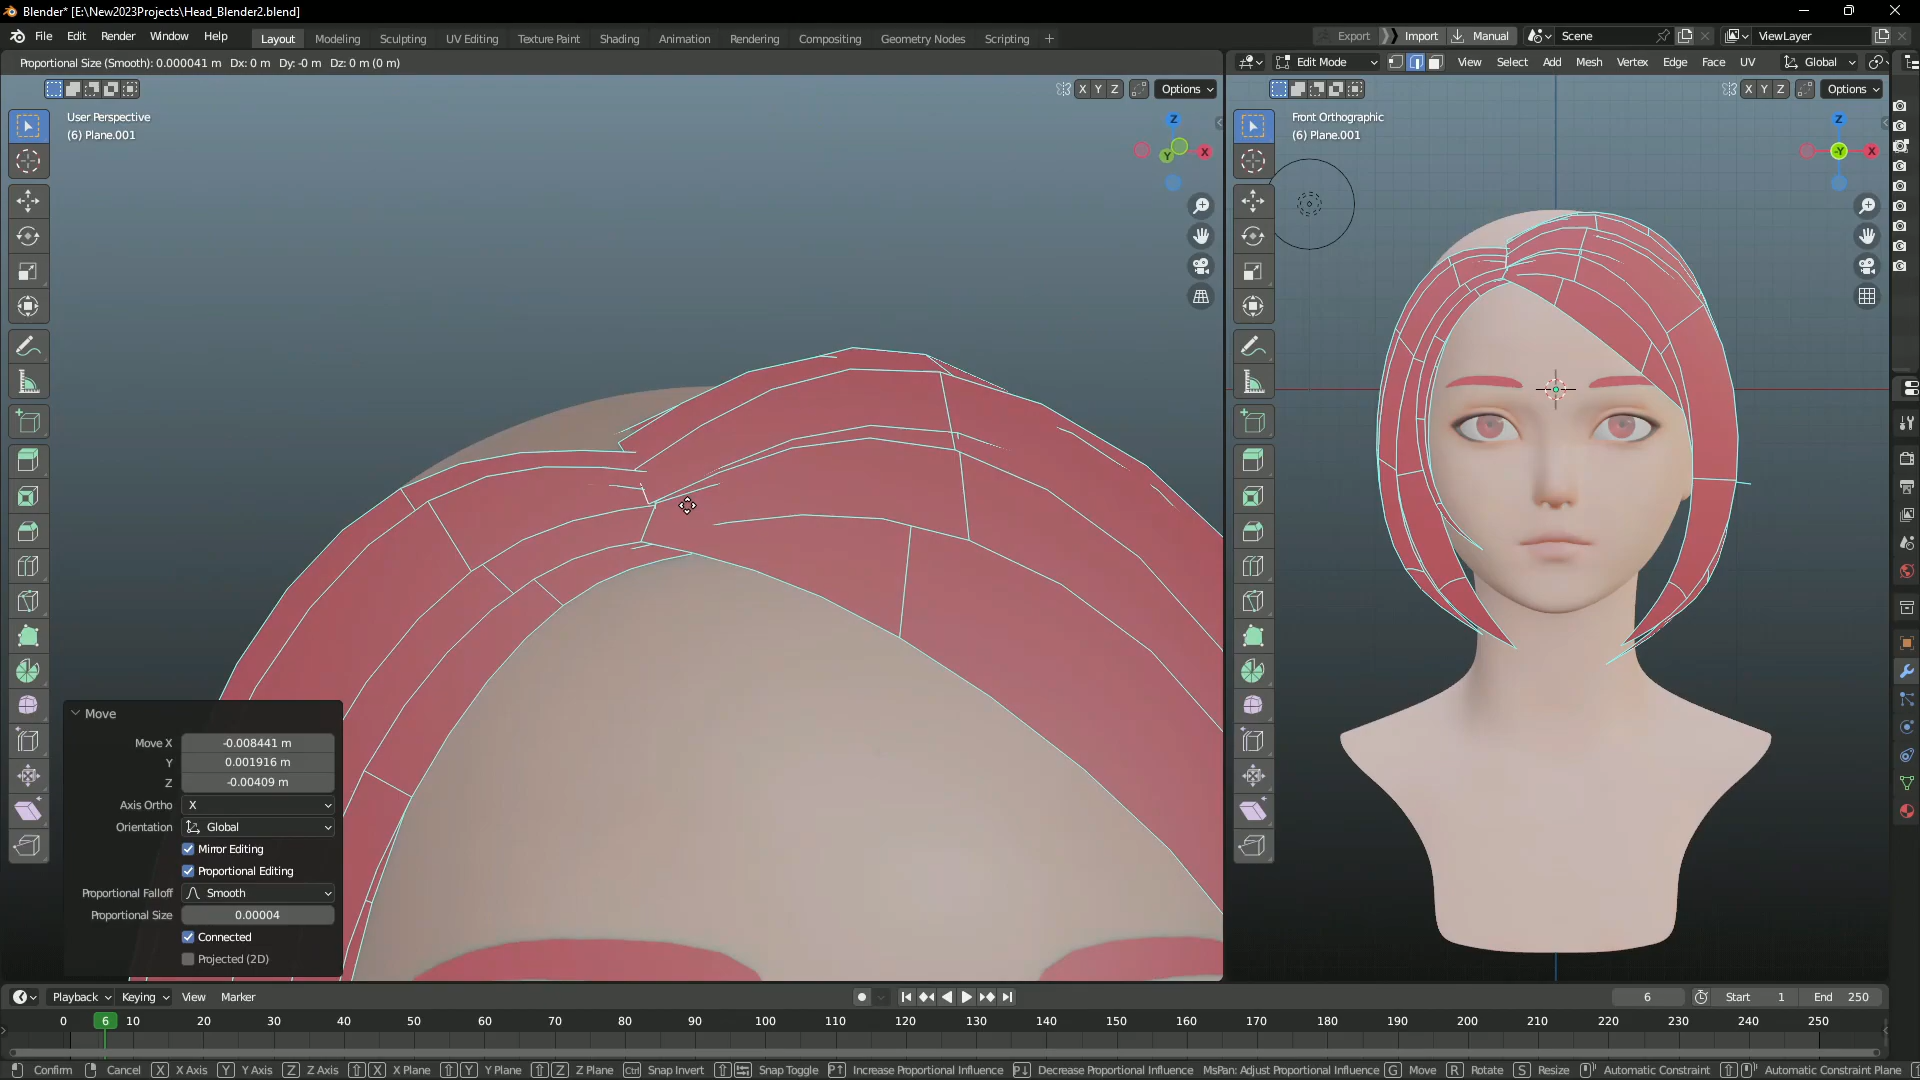 Blender* [E:\New2023Projects\Head_Blender2.blend]
File Edit Render Window Help Layout Modeling Sculpting UV Editing Texture Paint Shading Animation Rendering Compositing Geometry Nodes Scripting + Export Import Manual Scene ViewLayer
Proportional Size (Smooth): 0.000041 m Dx: 0 m Dy: -0 m Dz: 0 m (0 m)
Edit Mode View Select Add Mesh Vertex Edge Face UV Global
X Y Z Options
User Perspective
(6) Plane.001
Z
Y X
X Y Z Options
Front Orthographic
(6) Plane.001
Z
-Y X
Move
Move X -0.008441 m
Y 0.001916 m
Z -0.00409 m
Axis Ortho X
Orientation Global
Mirror Editing
Proportional Editing
Proportional Falloff Smooth
Proportional Size 0.00004
Connected
Projected (2D)
Playback Keying View Marker 6 Start 1 End 250
0 6 10 20 30 40 50 60 70 80 90 100 110 120 130 140 150 160 170 180 190 200 210 220 230 240 250
Confirm Cancel X X Axis Y Y Axis Z Z Axis X X Plane Y Y Plane Z Z Plane Ctrl Snap Invert Snap Toggle Increase Proportional Influence Decrease Proportional Influence MsPan: Adjust Proportional Influence G Move R Rotate S Resize Automatic Constraint Automatic Constraint Plane